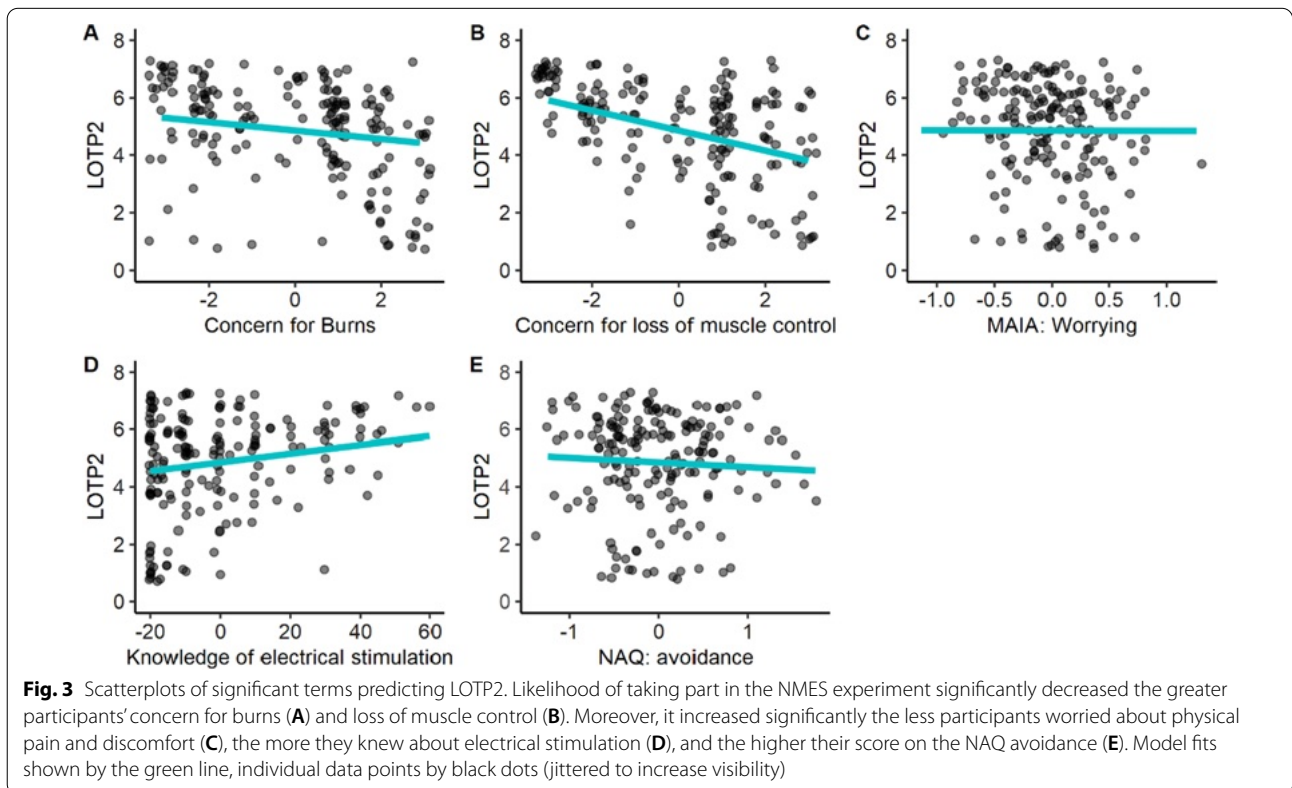 A
B
C
8
6
4
2
0
LOTP2
-2
0
2
Concern for Burns
8
6
4
2
0
LOTP2
-2
0
2
Concern for loss of muscle control
8
6
4
2
0
LOTP2
-1.0
-0.5
0.0
0.5
1.0
MAIA: Worrying
D
E
8
6
4
2
0
LOTP2
-20
0
20
40
60
Knowledge of electrical stimulation
8
6
4
2
0
LOTP2
-1
0
1
NAQ: avoidance
Fig. 3 Scatterplots of significant terms predicting LOTP2. Likelihood of taking part in the NMES experiment significantly decreased the greater
participants’ concern for burns (A) and loss of muscle control (B). Moreover, it increased significantly the less participants worried about physical
pain and discomfort (C), the more they knew about electrical stimulation (D), and the higher their score on the NAQ avoidance (E). Model fits
shown by the green line, individual data points by black dots (jittered to increase visibility)